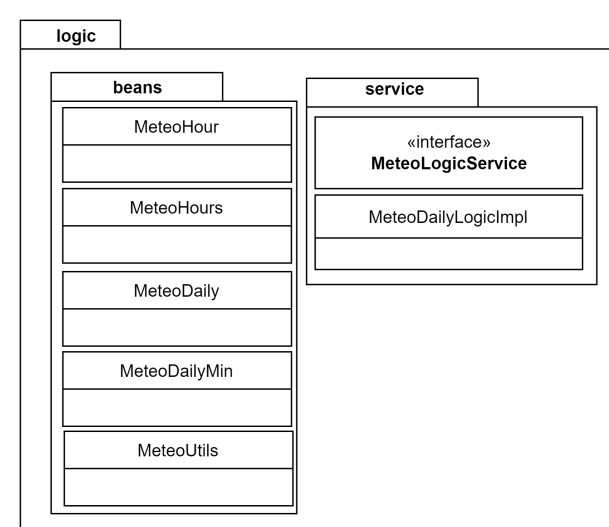 logic
beans
MeteoHour
MeteoHours
MeteoDaily
MeteoDailyMin
MeteoUtils
service
«interface»
MeteoLogicService
MeteoDailyLogicImpl